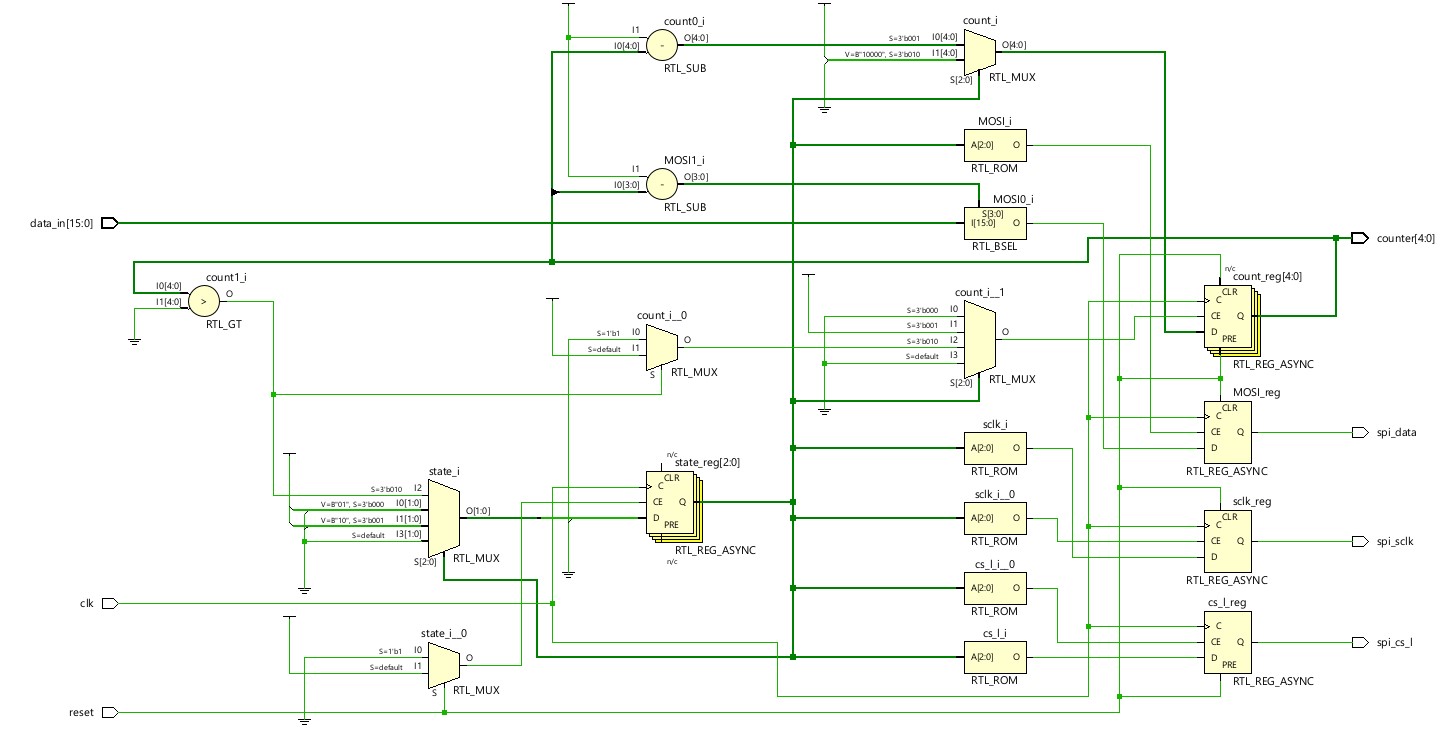 count0_i
I1
I0[4:0]
O[4:0]
-
RTL_SUB
count_i
S=3'b001
I0[4:0]
V=B"10000", S=3'b010
I1[4:0]
O[4:0]
S[2:0]
RTL_MUX
MOSI_i
A[2:0]
O
RTL_ROM
MOSI1_i
I1
I0[3:0]
O[3:0]
-
RTL_SUB
MOSI0_i
S[3:0]
I[15:0]
O
RTL_BSEL
data_in[15:0]
counter[4:0]
count1_i
I0[4:0]
I1[4:0]
O
>
RTL_GT
n/c
count_reg[4:0]
CLR
C
CE
Q
D
PRE
RTL_REG_ASYNC
count_i__0
S=1'b1
I0
S=default
I1
O
S
RTL_MUX
count_i__1
S=3'b000
I0
S=3'b001
I1
S=3'b010
I2
S=default
I3
O
S[2:0]
RTL_MUX
MOSI_reg
CLR
C
CE
Q
D
RTL_REG_ASYNC
spi_data
sclk_i
A[2:0]
O
RTL_ROM
state_i
S=3'b010
I2
V=B"01", S=3'b000
I0[1:0]
V=B"10", S=3'b001
I1[1:0]
S=default
I3[1:0]
O[1:0]
S[2:0]
RTL_MUX
n/c
state_reg[2:0]
CLR
C
CE
Q
D
PRE
RTL_REG_ASYNC
n/c
sclk_i__0
A[2:0]
O
RTL_ROM
sclk_reg
CLR
C
CE
Q
D
RTL_REG_ASYNC
spi_sclk
cs_l_i__0
A[2:0]
O
RTL_ROM
clk
cs_l_reg
C
CE
Q
D
PRE
RTL_REG_ASYNC
spi_cs_l
state_i__0
S=1'b1
I0
S=default
I1
O
S
RTL_MUX
cs_l_i
A[2:0]
O
RTL_ROM
reset